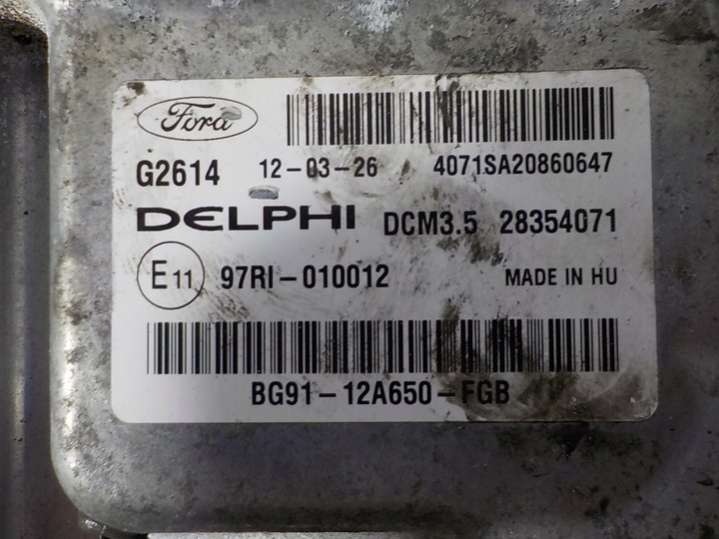 Ford
G2614 12-03-26 4071SA20860647
DELPHI DCM3.5 28354071
E11 97RI-010012 MADE IN HU
BG91-12A650-FGB